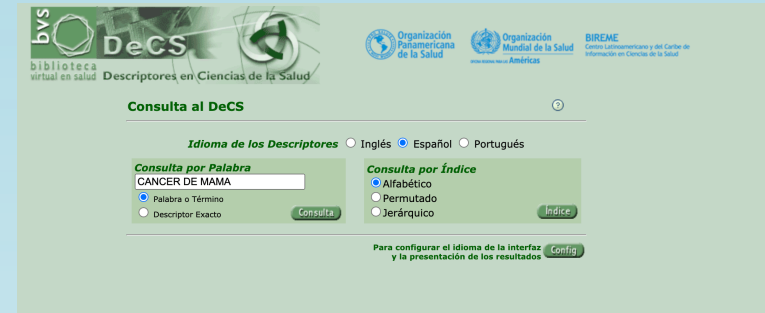 bvs
DeCS
biblioteca
virtual en salud
Descriptores en Ciencias de la Salud
Organización
Panamericana
de la Salud
Organización
Mundial de la Salud
Américas
BIREME
Centro Latinoamericano y del Caribe de
Información en Ciencias de la Salud
Consulta al DeCS
?
Idioma de los Descriptores Inglés Español Portugués
Consulta por Palabra
CANCER DE MAMA
Palabra o Término
Descriptor Exacto
Consulta
Consulta por Índice
Alfabético
Permutado
Jerárquico
Índice
Para configurar el idioma de la interfaz
y la presentación de los resultados
Config